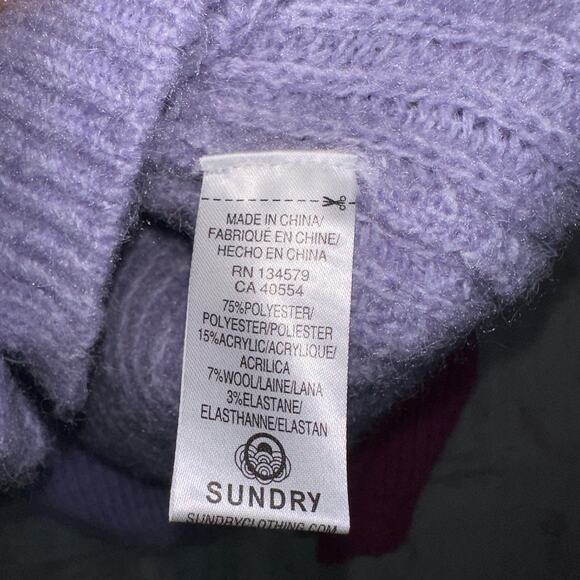 MADE IN CHINA/
FABRIQUÉ EN CHINE/
HECHO EN CHINA
RN 134579
CA 40554
75%POLYESTER/
POLYESTER/POLIESTER
15%ACRYLIC/ACRYLIQUE/
ACRILICA
7%WOOL/LAINE/LANA
3%ELASTANE/
ELASTHANNE/ELASTAN
SUNDRY
SUNDRYCLOTHING.COM